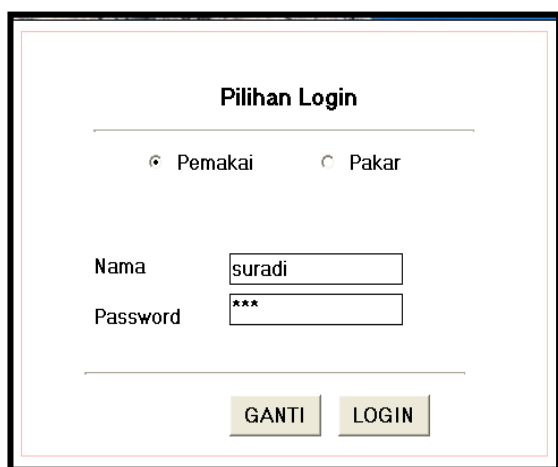 Pilihan Login
Pemakai Pakar
Nama suradi
Password ***
GANTI LOGIN